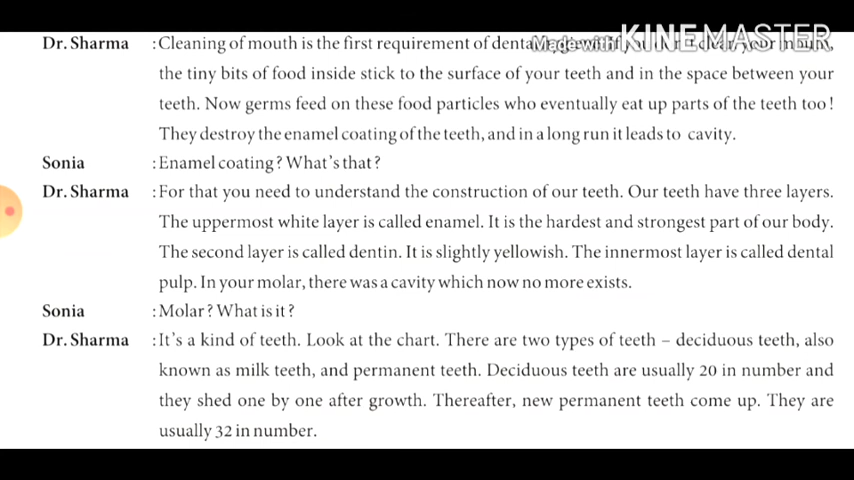 Made with KINEMASTER
Dr. Sharma : Cleaning of mouth is the first requirement of dental your
the tiny bits of food inside stick to the surface of your teeth and in the space between your
teeth. Now germs feed on these food particles who eventually eat up parts of the teeth too!
They destroy the enamel coating of the teeth, and in a long run it leads to cavity.
Sonia : Enamel coating? What's that?
Dr. Sharma : For that you need to understand the construction of our teeth. Our teeth have three layers.
The uppermost white layer is called enamel. It is the hardest and strongest part of our body.
The second layer is called dentin. It is slightly yellowish. The innermost layer is called dental
pulp. In your molar, there was a cavity which now no more exists.
Sonia : Molar? What is it?
Dr. Sharma : It's a kind of teeth. Look at the chart. There are two types of teeth – deciduous teeth, also
known as milk teeth, and permanent teeth. Deciduous teeth are usually 20 in number and
they shed one by one after growth. Thereafter, new permanent teeth come up. They are
usually 32 in number.